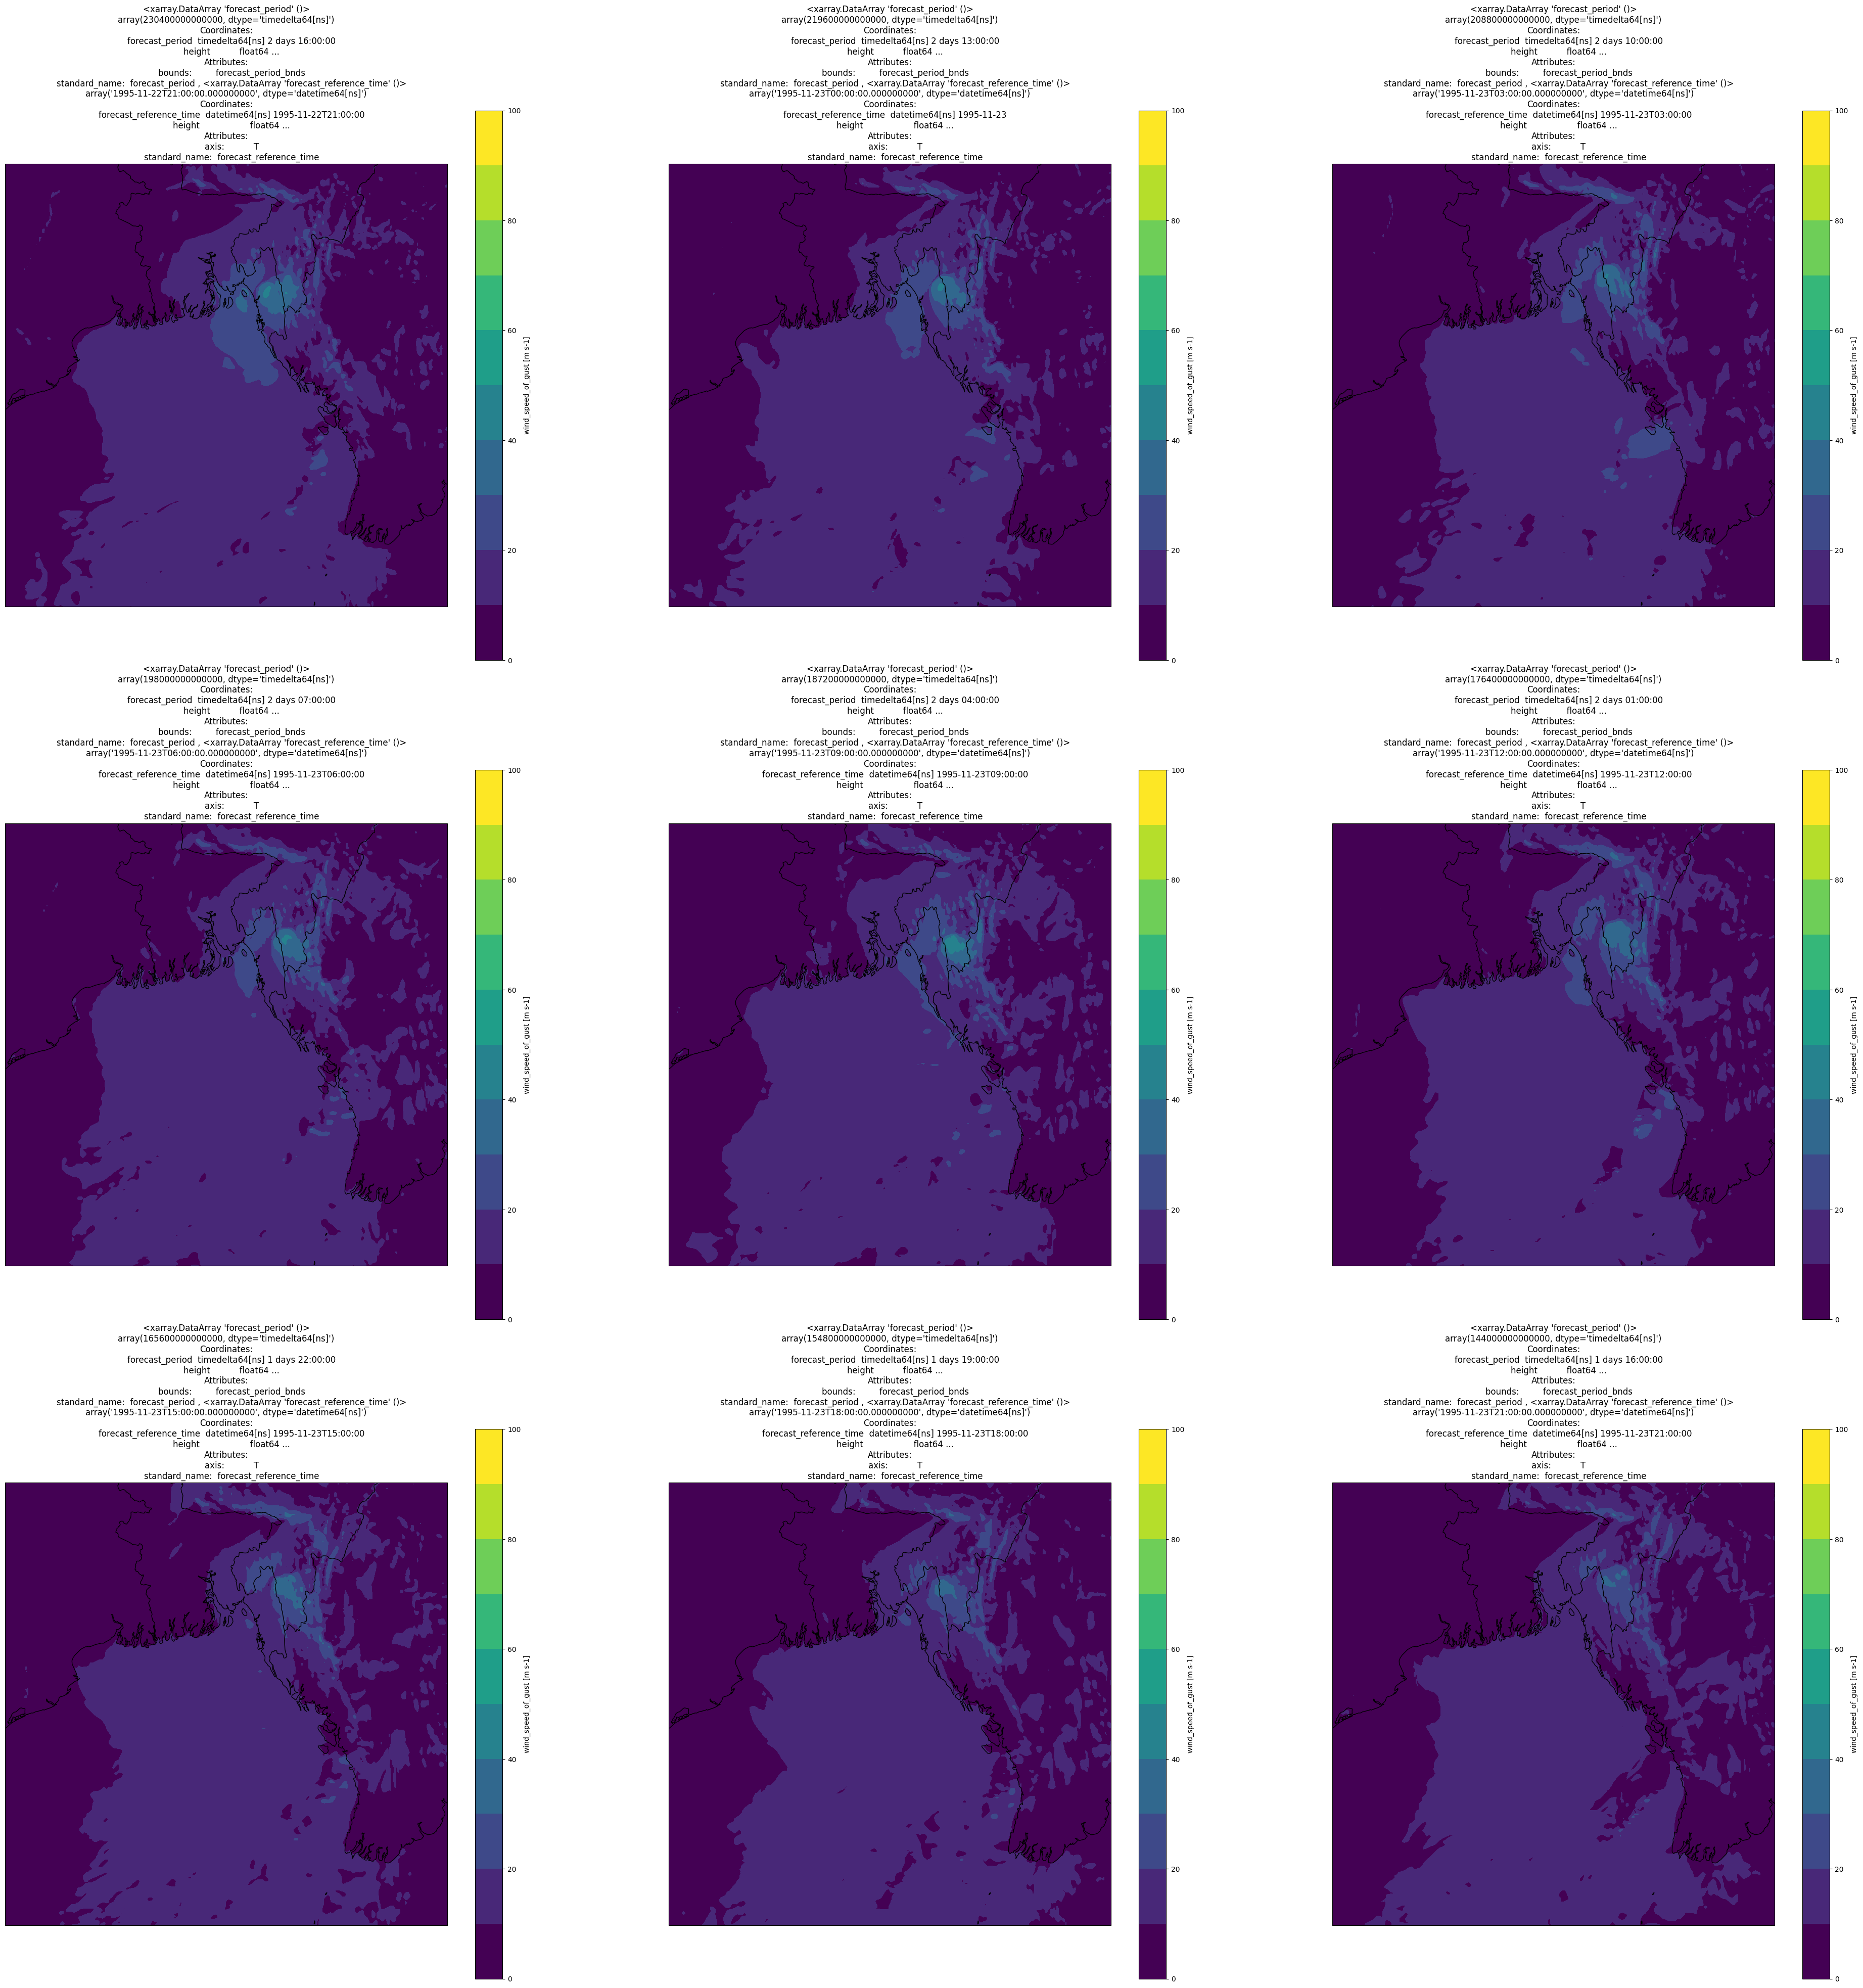 <xarray.DataArray 'forecast_period' ()>
array(230400000000000, dtype='timedelta64[ns]')
Coordinates:
forecast_period  timedelta64[ns] 2 days 16:00:00
height           float64 ...
Attributes:
bounds:         forecast_period_bnds
standard_name:  forecast_period , <xarray.DataArray 'forecast_reference_time' ()>
array('1995-11-22T21:00:00.000000000', dtype='datetime64[ns]')
Coordinates:
forecast_reference_time  datetime64[ns] 1995-11-22T21:00:00
height                   float64 ...
Attributes:
axis:           T
standard_name:  forecast_reference_time
100
80
60
40
20
0
wind_speed_of_gust [m s-1]
<xarray.DataArray 'forecast_period' ()>
array(219600000000000, dtype='timedelta64[ns]')
Coordinates:
forecast_period  timedelta64[ns] 2 days 13:00:00
height           float64 ...
Attributes:
bounds:         forecast_period_bnds
standard_name:  forecast_period , <xarray.DataArray 'forecast_reference_time' ()>
array('1995-11-23T00:00:00.000000000', dtype='datetime64[ns]')
Coordinates:
forecast_reference_time  datetime64[ns] 1995-11-23
height                   float64 ...
Attributes:
axis:           T
standard_name:  forecast_reference_time
100
80
60
40
20
0
wind_speed_of_gust [m s-1]
<xarray.DataArray 'forecast_period' ()>
array(208800000000000, dtype='timedelta64[ns]')
Coordinates:
forecast_period  timedelta64[ns] 2 days 10:00:00
height           float64 ...
Attributes:
bounds:         forecast_period_bnds
standard_name:  forecast_period , <xarray.DataArray 'forecast_reference_time' ()>
array('1995-11-23T03:00:00.000000000', dtype='datetime64[ns]')
Coordinates:
forecast_reference_time  datetime64[ns] 1995-11-23T03:00:00
height                   float64 ...
Attributes:
axis:           T
standard_name:  forecast_reference_time
100
80
60
40
20
0
wind_speed_of_gust [m s-1]
<xarray.DataArray 'forecast_period' ()>
array(198000000000000, dtype='timedelta64[ns]')
Coordinates:
forecast_period  timedelta64[ns] 2 days 07:00:00
height           float64 ...
Attributes:
bounds:         forecast_period_bnds
standard_name:  forecast_period , <xarray.DataArray 'forecast_reference_time' ()>
array('1995-11-23T06:00:00.000000000', dtype='datetime64[ns]')
Coordinates:
forecast_reference_time  datetime64[ns] 1995-11-23T06:00:00
height                   float64 ...
Attributes:
axis:           T
standard_name:  forecast_reference_time
100
80
60
40
20
0
wind_speed_of_gust [m s-1]
<xarray.DataArray 'forecast_period' ()>
array(187200000000000, dtype='timedelta64[ns]')
Coordinates:
forecast_period  timedelta64[ns] 2 days 04:00:00
height           float64 ...
Attributes:
bounds:         forecast_period_bnds
standard_name:  forecast_period , <xarray.DataArray 'forecast_reference_time' ()>
array('1995-11-23T09:00:00.000000000', dtype='datetime64[ns]')
Coordinates:
forecast_reference_time  datetime64[ns] 1995-11-23T09:00:00
height                   float64 ...
Attributes:
axis:           T
standard_name:  forecast_reference_time
100
80
60
40
20
0
wind_speed_of_gust [m s-1]
<xarray.DataArray 'forecast_period' ()>
array(176400000000000, dtype='timedelta64[ns]')
Coordinates:
forecast_period  timedelta64[ns] 2 days 01:00:00
height           float64 ...
Attributes:
bounds:         forecast_period_bnds
standard_name:  forecast_period , <xarray.DataArray 'forecast_reference_time' ()>
array('1995-11-23T12:00:00.000000000', dtype='datetime64[ns]')
Coordinates:
forecast_reference_time  datetime64[ns] 1995-11-23T12:00:00
height                   float64 ...
Attributes:
axis:           T
standard_name:  forecast_reference_time
100
80
60
40
20
0
wind_speed_of_gust [m s-1]
<xarray.DataArray 'forecast_period' ()>
array(165600000000000, dtype='timedelta64[ns]')
Coordinates:
forecast_period  timedelta64[ns] 1 days 22:00:00
height           float64 ...
Attributes:
bounds:         forecast_period_bnds
standard_name:  forecast_period , <xarray.DataArray 'forecast_reference_time' ()>
array('1995-11-23T15:00:00.000000000', dtype='datetime64[ns]')
Coordinates:
forecast_reference_time  datetime64[ns] 1995-11-23T15:00:00
height                   float64 ...
Attributes:
axis:           T
standard_name:  forecast_reference_time
100
80
60
40
20
0
wind_speed_of_gust [m s-1]
<xarray.DataArray 'forecast_period' ()>
array(154800000000000, dtype='timedelta64[ns]')
Coordinates:
forecast_period  timedelta64[ns] 1 days 19:00:00
height           float64 ...
Attributes:
bounds:         forecast_period_bnds
standard_name:  forecast_period , <xarray.DataArray 'forecast_reference_time' ()>
array('1995-11-23T18:00:00.000000000', dtype='datetime64[ns]')
Coordinates:
forecast_reference_time  datetime64[ns] 1995-11-23T18:00:00
height                   float64 ...
Attributes:
axis:           T
standard_name:  forecast_reference_time
100
80
60
40
20
0
wind_speed_of_gust [m s-1]
<xarray.DataArray 'forecast_period' ()>
array(144000000000000, dtype='timedelta64[ns]')
Coordinates:
forecast_period  timedelta64[ns] 1 days 16:00:00
height           float64 ...
Attributes:
bounds:         forecast_period_bnds
standard_name:  forecast_period , <xarray.DataArray 'forecast_reference_time' ()>
array('1995-11-23T21:00:00.000000000', dtype='datetime64[ns]')
Coordinates:
forecast_reference_time  datetime64[ns] 1995-11-23T21:00:00
height                   float64 ...
Attributes:
axis:           T
standard_name:  forecast_reference_time
100
80
60
40
20
0
wind_speed_of_gust [m s-1]